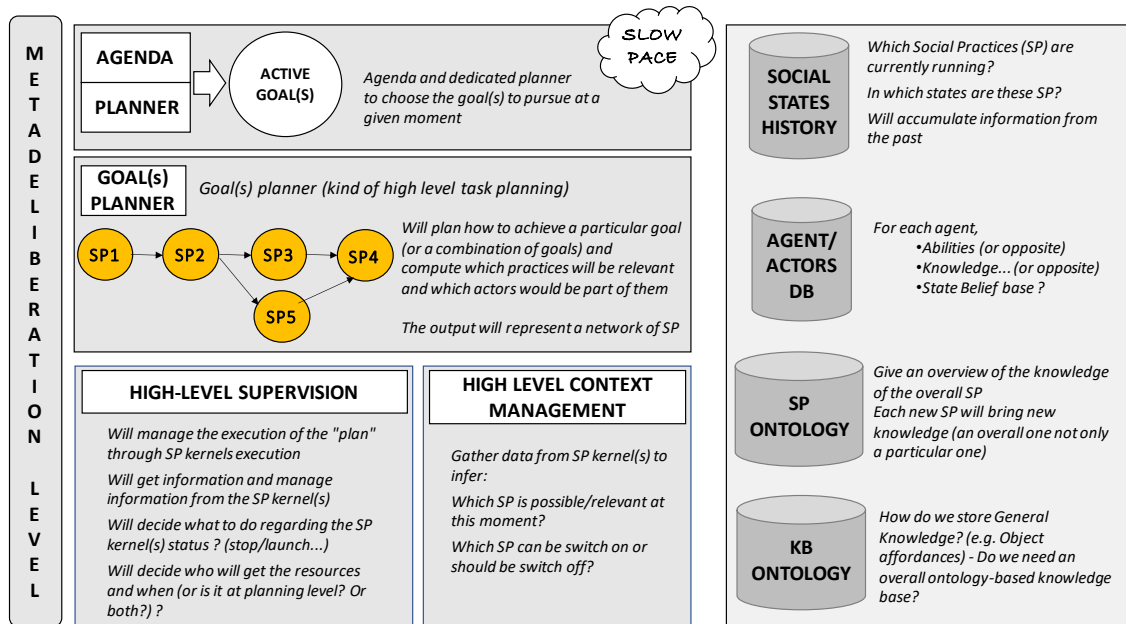 METADELIBERATION LEVEL
AGENDA
PLANNER
ACTIVE
GOAL(S)
Agenda and dedicated planner
to choose the goal(s) to pursue at a
given moment
SLOW
PACE
GOAL(s)
PLANNER
Goal(s) planner (kind of high level task planning)
SP1
SP2
SP3
SP4
SP5
Will plan how to achieve a particular goal
(or a combination of goals) and
compute which practices will be relevant
and which actors would be part of them
The output will represent a network of SP
HIGH-LEVEL SUPERVISION
Will manage the execution of the "plan"
through SP kernels execution
Will get information and manage
information from the SP kernel(s)
Will decide what to do regarding the SP
kernel(s) status ? (stop/launch...)
Will decide who will get the resources
and when (or is it at planning level? Or
both?) ?
HIGH LEVEL CONTEXT
MANAGEMENT
Gather data from SP kernel(s) to
infer:
Which SP is possible/relevant at
this moment?
Which SP can be switch on or
should be switch off?
SOCIAL
STATES
HISTORY
Which Social Practices (SP) are
currently running?
In which states are these SP?
Will accumulate information from
the past
AGENT/
ACTORS
DB
For each agent,
•Abilities (or opposite)
•Knowledge... (or opposite)
•State Belief base ?
SP
ONTOLOGY
Give an overview of the knowledge
of the overall SP
Each new SP will bring new
knowledge (an overall one not only
a particular one)
KB
ONTOLOGY
How do we store General
Knowledge? (e.g. Object
affordances) - Do we need an
overall ontology-based knowledge
base?